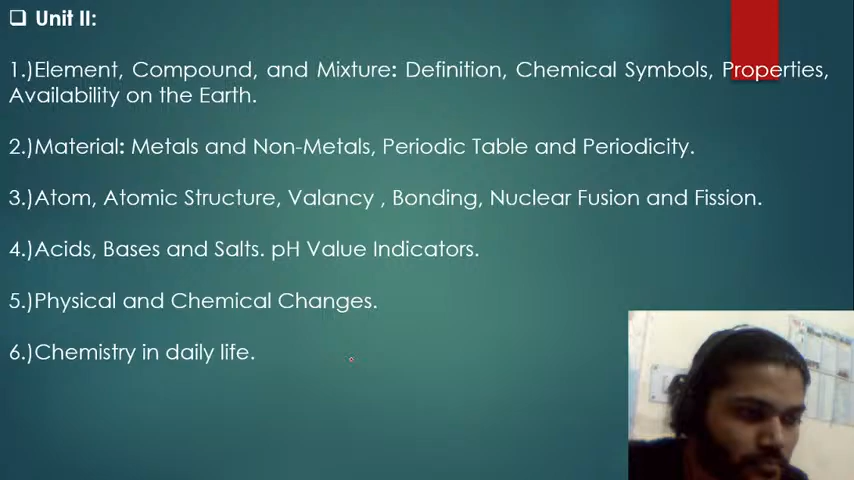 ❑ Unit II:
1.)Element, Compound, and Mixture: Definition, Chemical Symbols, Properties,
Availability on the Earth.
2.)Material: Metals and Non-Metals, Periodic Table and Periodicity.
3.)Atom, Atomic Structure, Valancy , Bonding, Nuclear Fusion and Fission.
4.)Acids, Bases and Salts. pH Value Indicators.
5.)Physical and Chemical Changes.
6.)Chemistry in daily life.